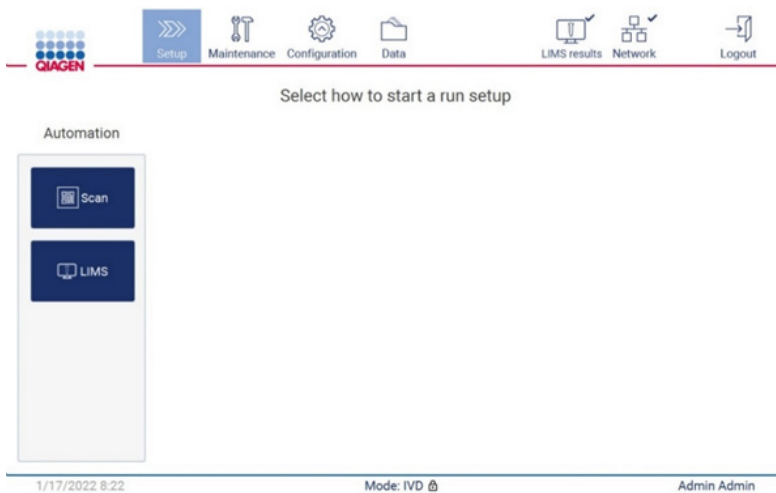 QIAGEN
Setup
Maintenance
Configuration
Data
LIMS results
Network
Logout
Select how to start a run setup
Automation
Scan
LIMS
1/17/2022 8:22
Mode: IVD
Admin Admin